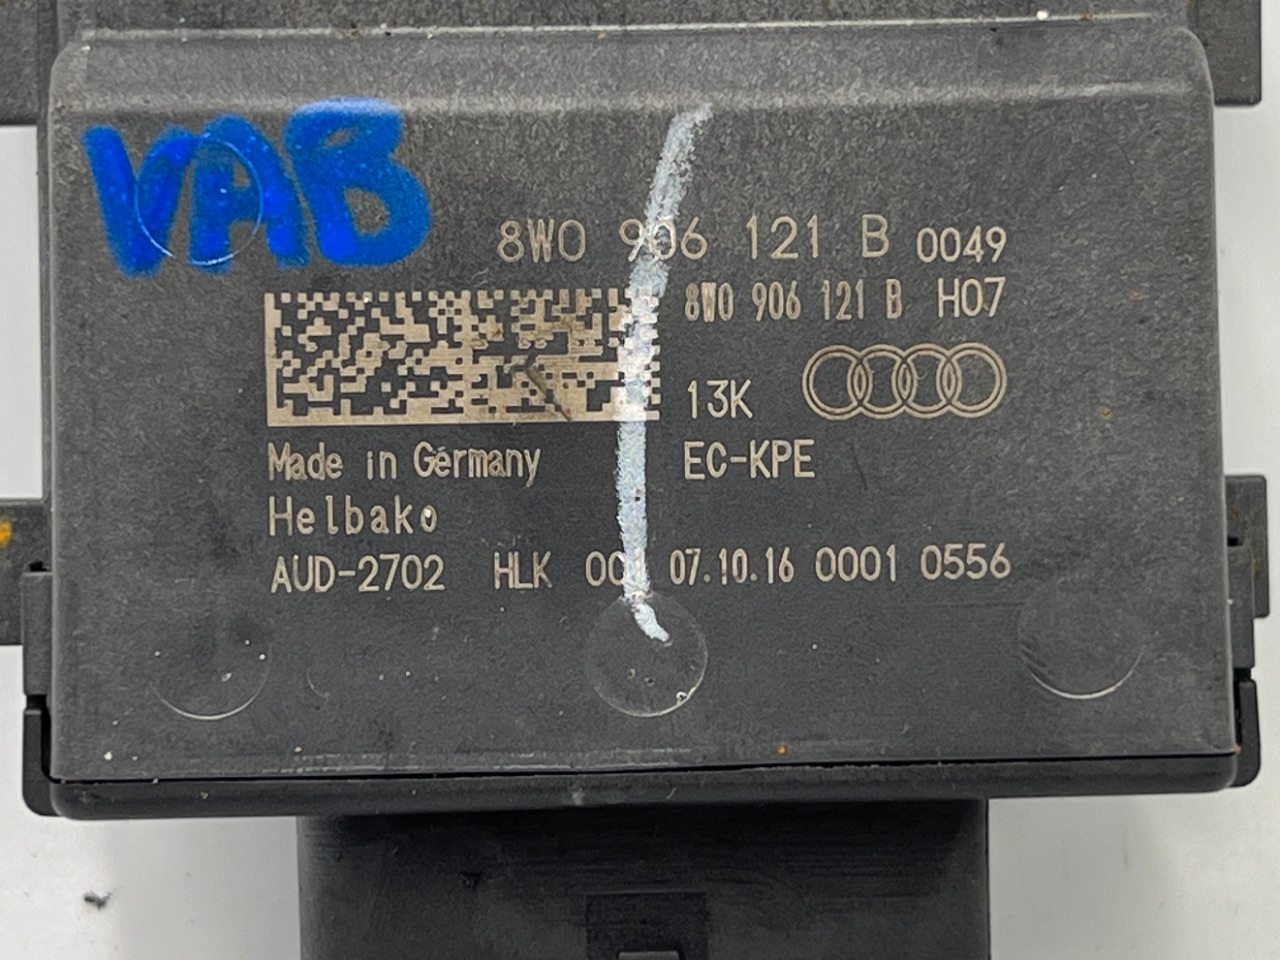 VAB
8W0 906 121 B 0049
8W0 906 121 B H07
13K
Made in Germany EC-KPE
Helbako
AUD-2702 HLK 001 07.10.16 0001 0556